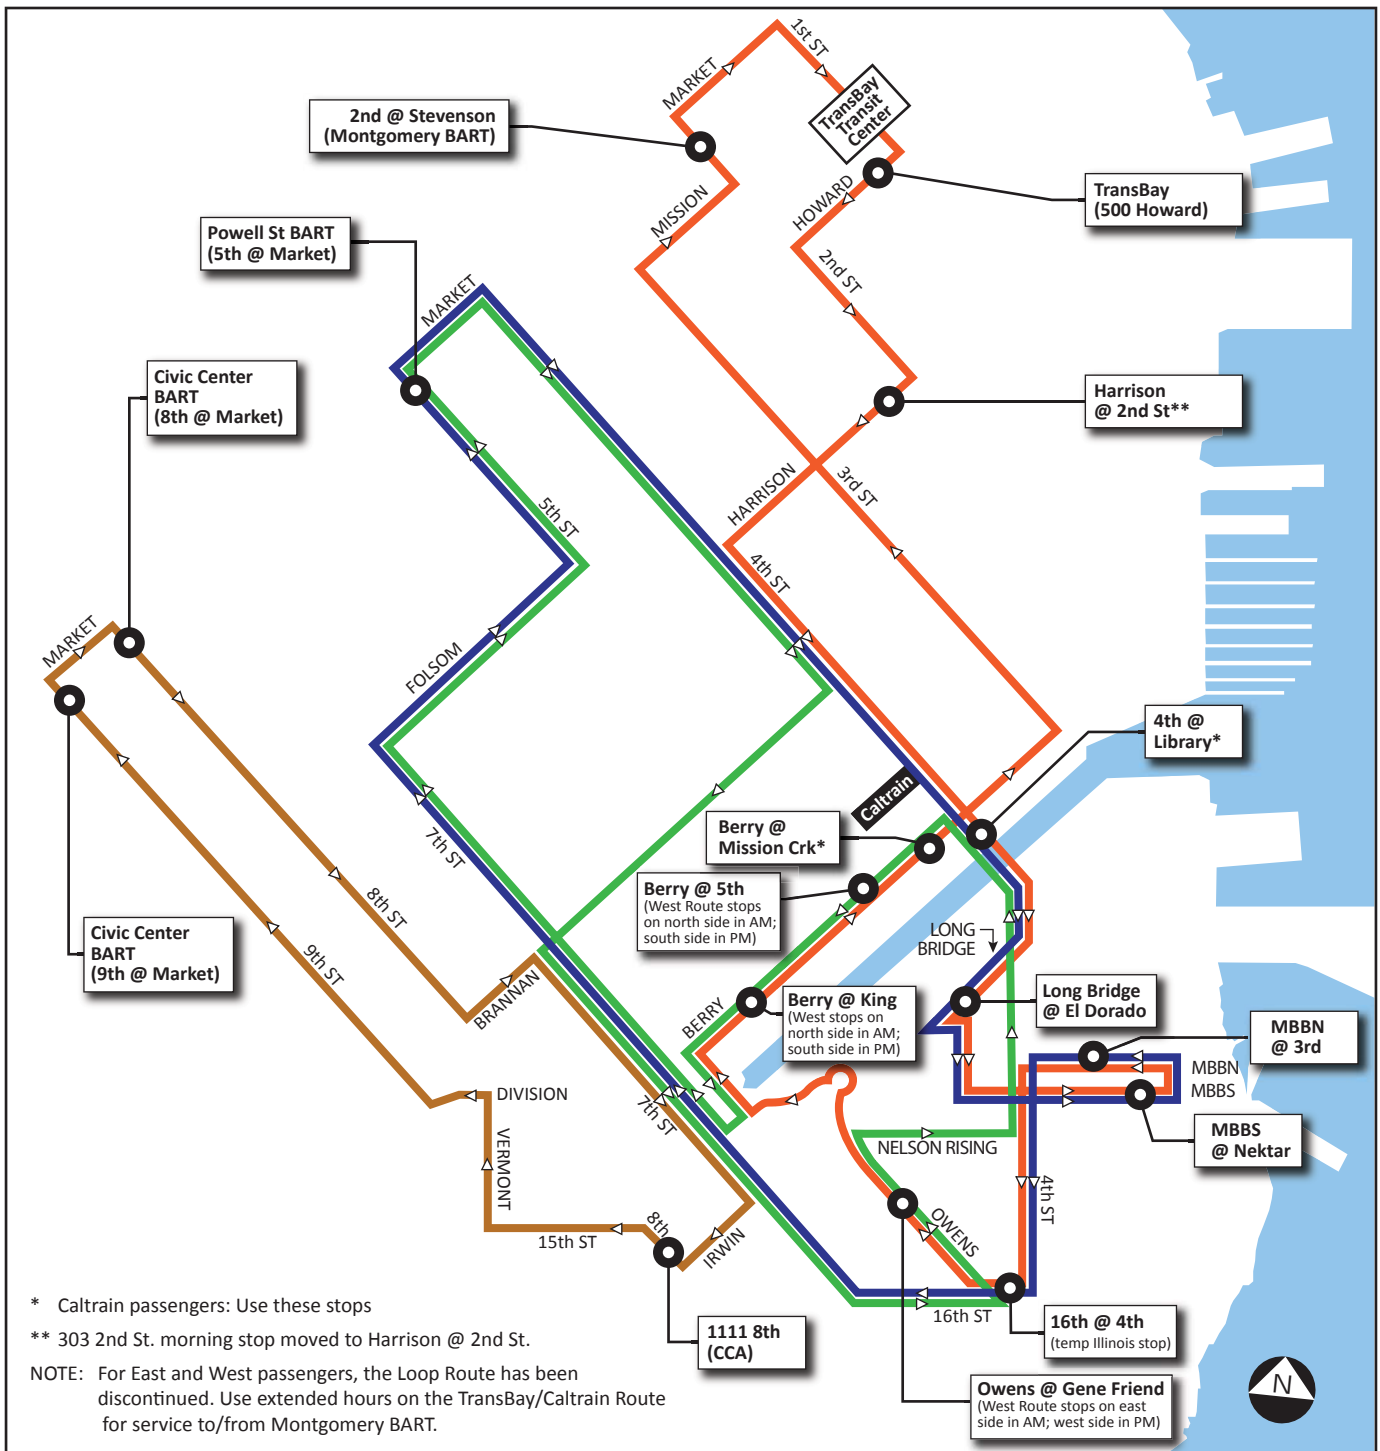 1st ST
MARKET
TransBay
Transit
Center
2nd @ Stevenson
(Montgomery BART)
MISSION
HOWARD
TransBay
(500 Howard)
Powell St BART
(5th @ Market)
2nd ST
MARKET
Civic Center
BART
(8th @ Market)
Harrison
@ 2nd St**
HARRISON
3rd ST
5th ST
4th ST
MARKET
FOLSOM
4th @
Library*
Caltrain
Berry @
Mission Crk*
7th ST
Berry @ 5th
(West Route stops
on north side in AM;
south side in PM)
8th ST
Civic Center
BART
(9th @ Market)
9th ST
LONG
BRIDGE
BRANNAN
BERRY
Berry @ King
(West stops on
north side in AM;
south side in PM)
Long Bridge
@ El Dorado
MBBN
@ 3rd
MBBN
MBBS
DIVISION
7th ST
MBBS
@ Nektar
NELSON RISING
VERMONT
4th ST
OWENS
8th
15th ST
IRWIN
16th ST
* Caltrain passengers: Use these stops
** 303 2nd St. morning stop moved to Harrison @ 2nd St.
NOTE: For East and West passengers, the Loop Route has been
discontinued. Use extended hours on the TransBay/Caltrain Route
for service to/from Montgomery BART.
1111 8th
(CCA)
16th @ 4th
(temp Illinois stop)
Owens @ Gene Friend
(West Route stops on east
side in AM; west side in PM)
N